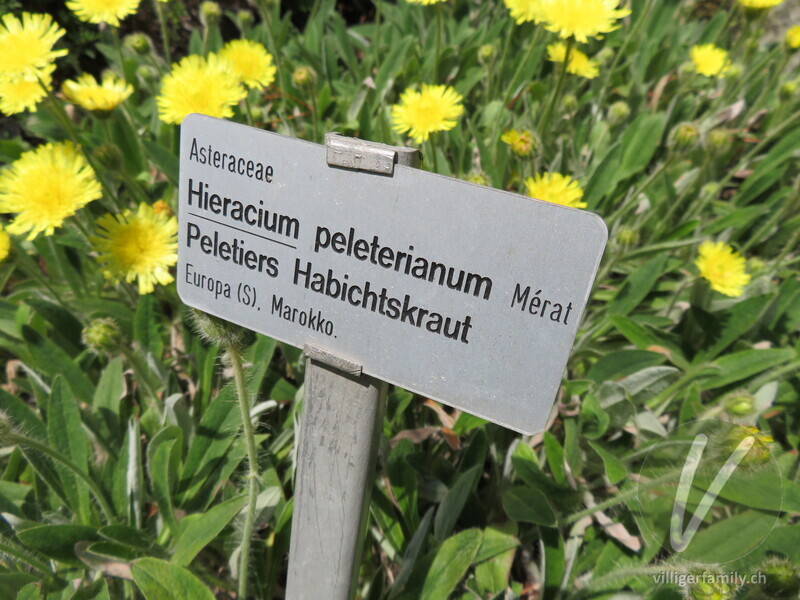 Asteraceae
Hieracium peleterianum Mérat
Peletiers Habichtskraut
Europa (S). Marokko.
V
villigerfamily.ch